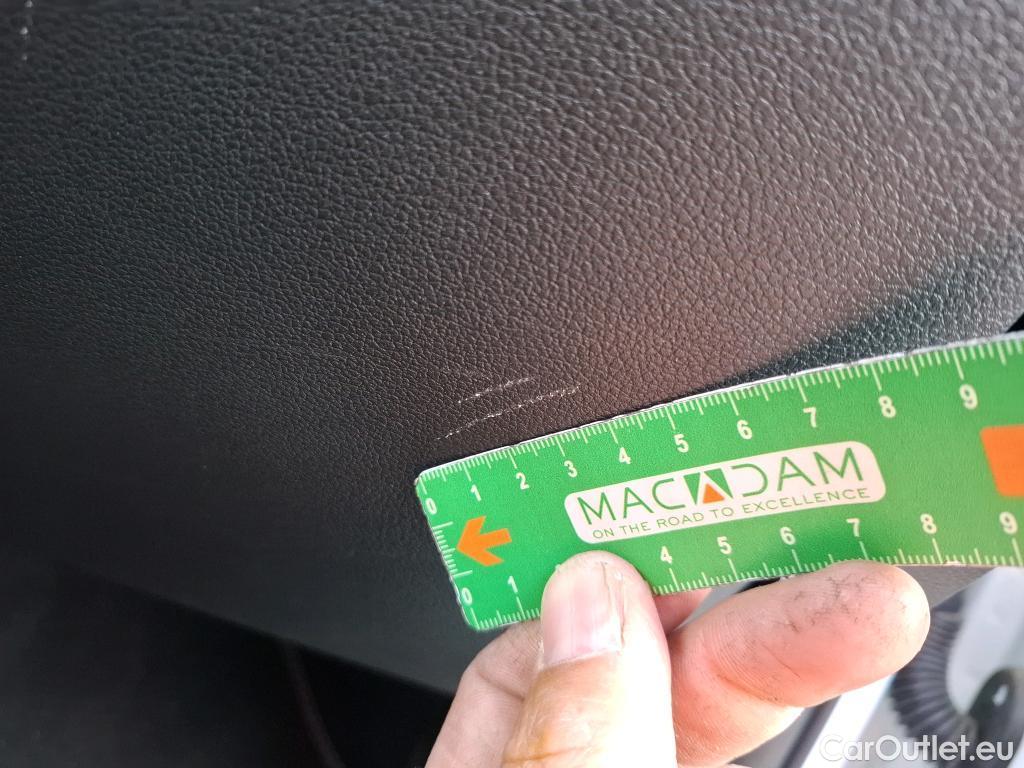 0 1 2 3 4 5 6 7 8 9
MACADAM
ON THE ROAD TO EXCELLENCE
0 1 4 5 6 7 8 9
CarOutlet.eu